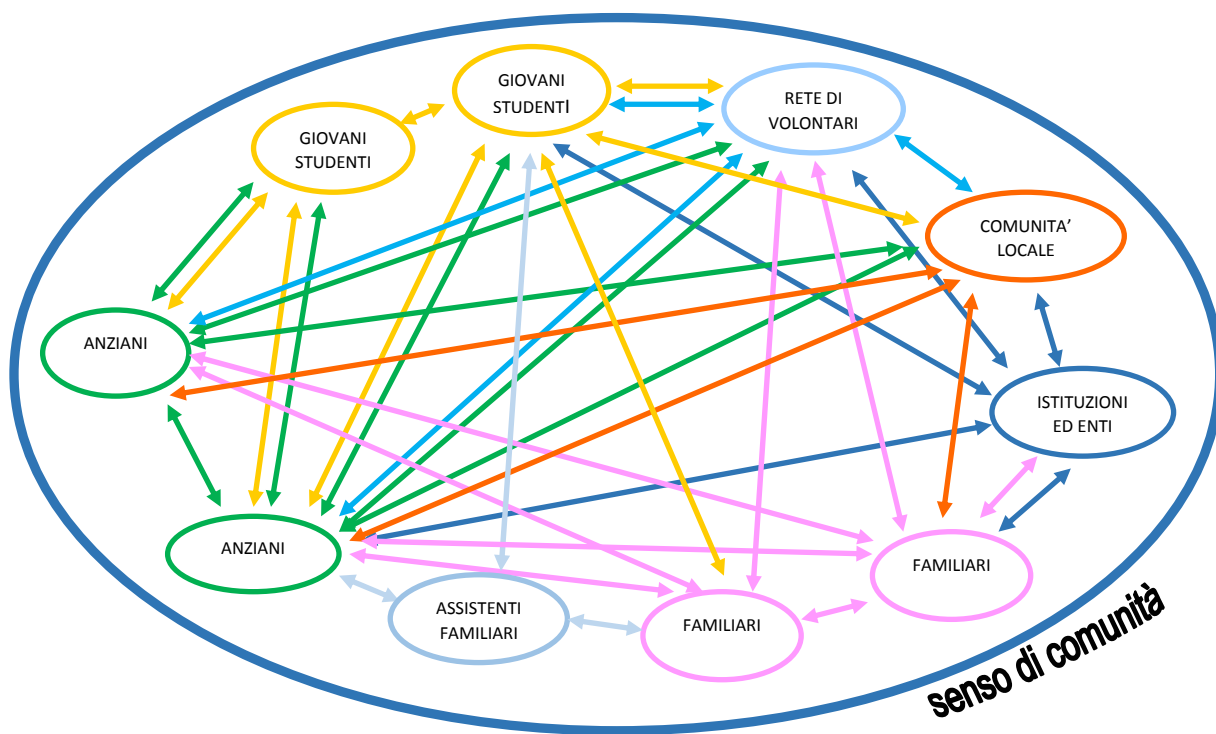 GIOVANI
STUDENTI
RETE DI
VOLONTARI
GIOVANI
STUDENTI
COMUNITA’
LOCALE
ANZIANI
ISTITUZIONI
ED ENTI
ANZIANI
FAMILIARI
ASSISTENTI
FAMILIARI
FAMILIARI
senso di comunità